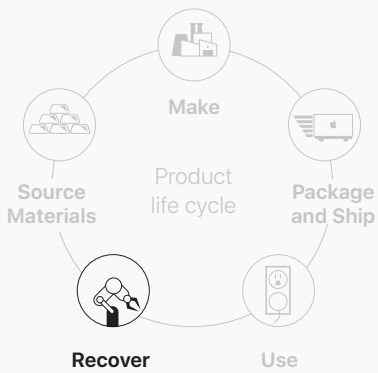 Make
Product
life cycle
Source
Materials
Package
and Ship
Recover
Use